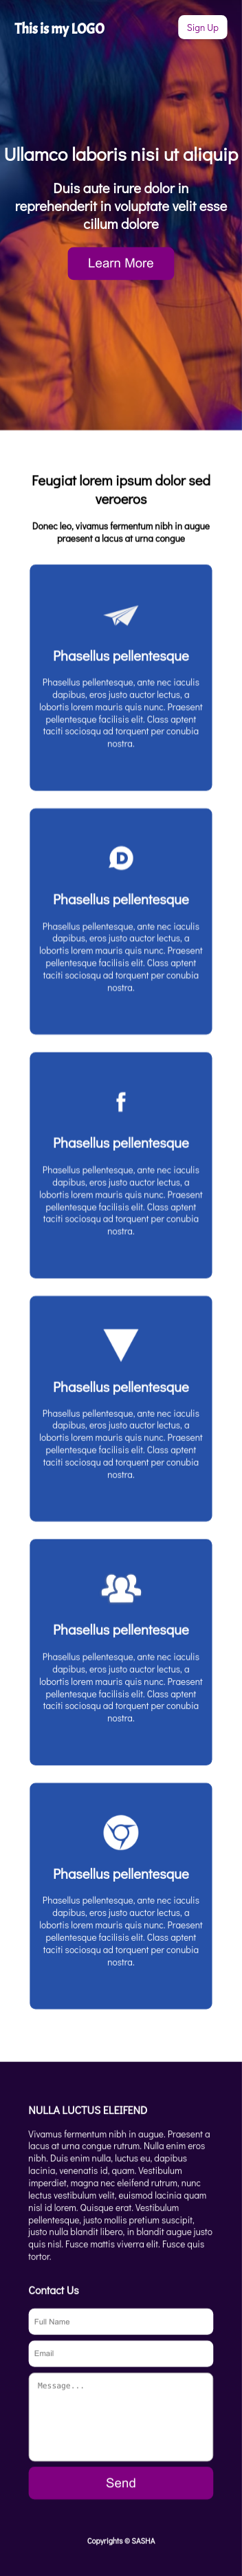 This is my LOGO
Sign Up
Ullamco laboris nisi ut aliquip
Duis aute irure dolor in
reprehenderit in voluptate velit esse
cillum dolore
Learn More
Feugiat lorem ipsum dolor sed
veroeros
Donec leo, vivamus fermentum nibh in augue
praesent a lacus at urna congue
Phasellus pellentesque
Phasellus pellentesque, ante nec iaculis
dapibus, eros justo auctor lectus, a
lobortis lorem mauris quis nunc. Praesent
pellentesque facilisis elit. Class aptent
taciti sociosqu ad torquent per conubia
nostra.
D
Phasellus pellentesque
Phasellus pellentesque, ante nec iaculis
dapibus, eros justo auctor lectus, a
lobortis lorem mauris quis nunc. Praesent
pellentesque facilisis elit. Class aptent
taciti sociosqu ad torquent per conubia
nostra.
f
Phasellus pellentesque
Phasellus pellentesque, ante nec iaculis
dapibus, eros justo auctor lectus, a
lobortis lorem mauris quis nunc. Praesent
pellentesque facilisis elit. Class aptent
taciti sociosqu ad torquent per conubia
nostra.
Phasellus pellentesque
Phasellus pellentesque, ante nec iaculis
dapibus, eros justo auctor lectus, a
lobortis lorem mauris quis nunc. Praesent
pellentesque facilisis elit. Class aptent
taciti sociosqu ad torquent per conubia
nostra.
Phasellus pellentesque
Phasellus pellentesque, ante nec iaculis
dapibus, eros justo auctor lectus, a
lobortis lorem mauris quis nunc. Praesent
pellentesque facilisis elit. Class aptent
taciti sociosqu ad torquent per conubia
nostra.
Phasellus pellentesque
Phasellus pellentesque, ante nec iaculis
dapibus, eros justo auctor lectus, a
lobortis lorem mauris quis nunc. Praesent
pellentesque facilisis elit. Class aptent
taciti sociosqu ad torquent per conubia
nostra.
NULLA LUCTUS ELEIFEND
Vivamus fermentum nibh in augue. Praesent a
lacus at urna congue rutrum. Nulla enim eros
nibh. Duis enim nulla, luctus eu, dapibus
lacinia, venenatis id, quam. Vestibulum
imperdiet, magna nec eleifend rutrum, nunc
lectus vestibulum velit, euismod lacinia quam
nisl id lorem. Quisque erat. Vestibulum
pellentesque, justo mollis pretium suscipit,
justo nulla blandit libero, in blandit augue justo
quis nisl. Fusce mattis viverra elit. Fusce quis
tortor.
Contact Us
Full Name
Email
Message...
Send
Copyrights © SASHA